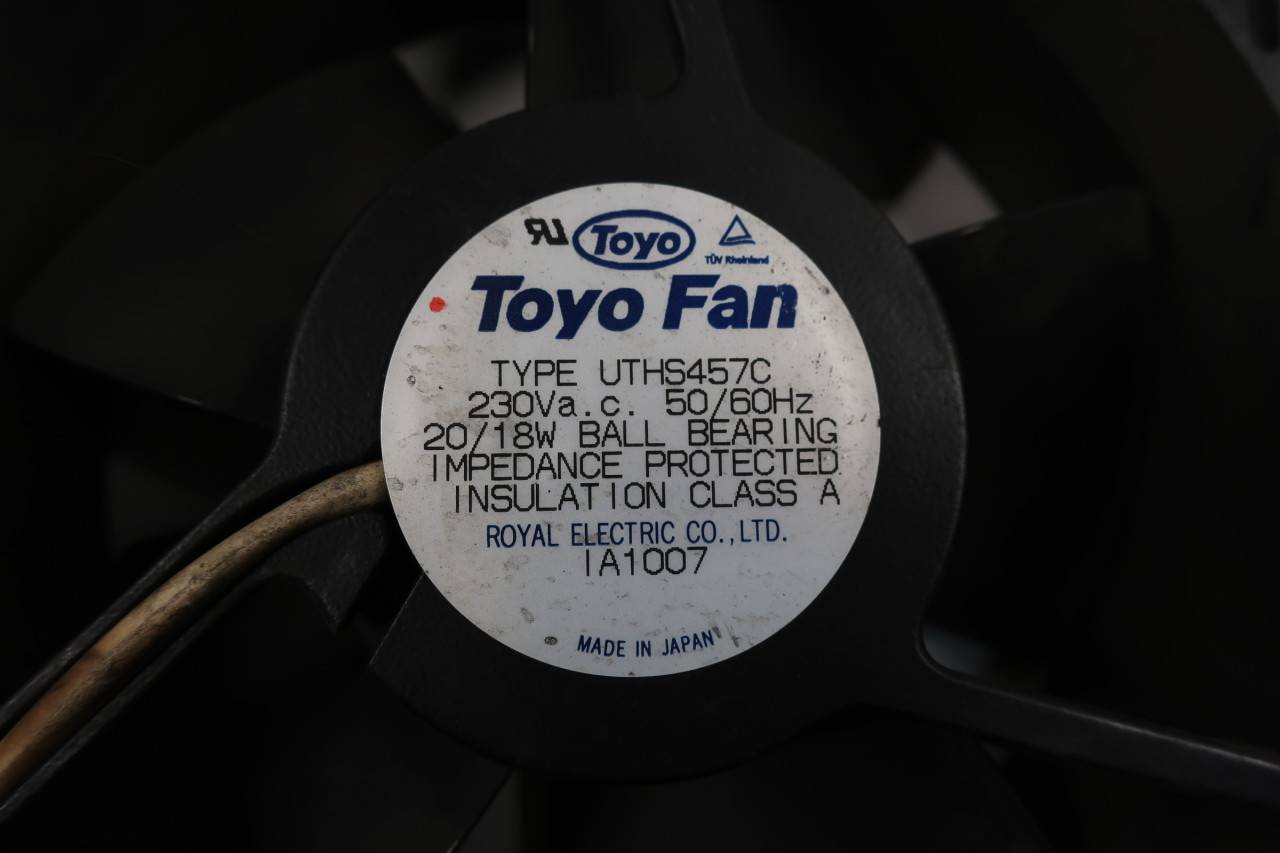 RU Toyo TÜV Rheinland
Toyo Fan
TYPE UTHS457C
230Va.c. 50/60Hz
20/18W BALL BEARING
IMPEDANCE PROTECTED
INSULATION CLASS A
ROYAL ELECTRIC CO.,LTD.
IA1007
MADE IN JAPAN